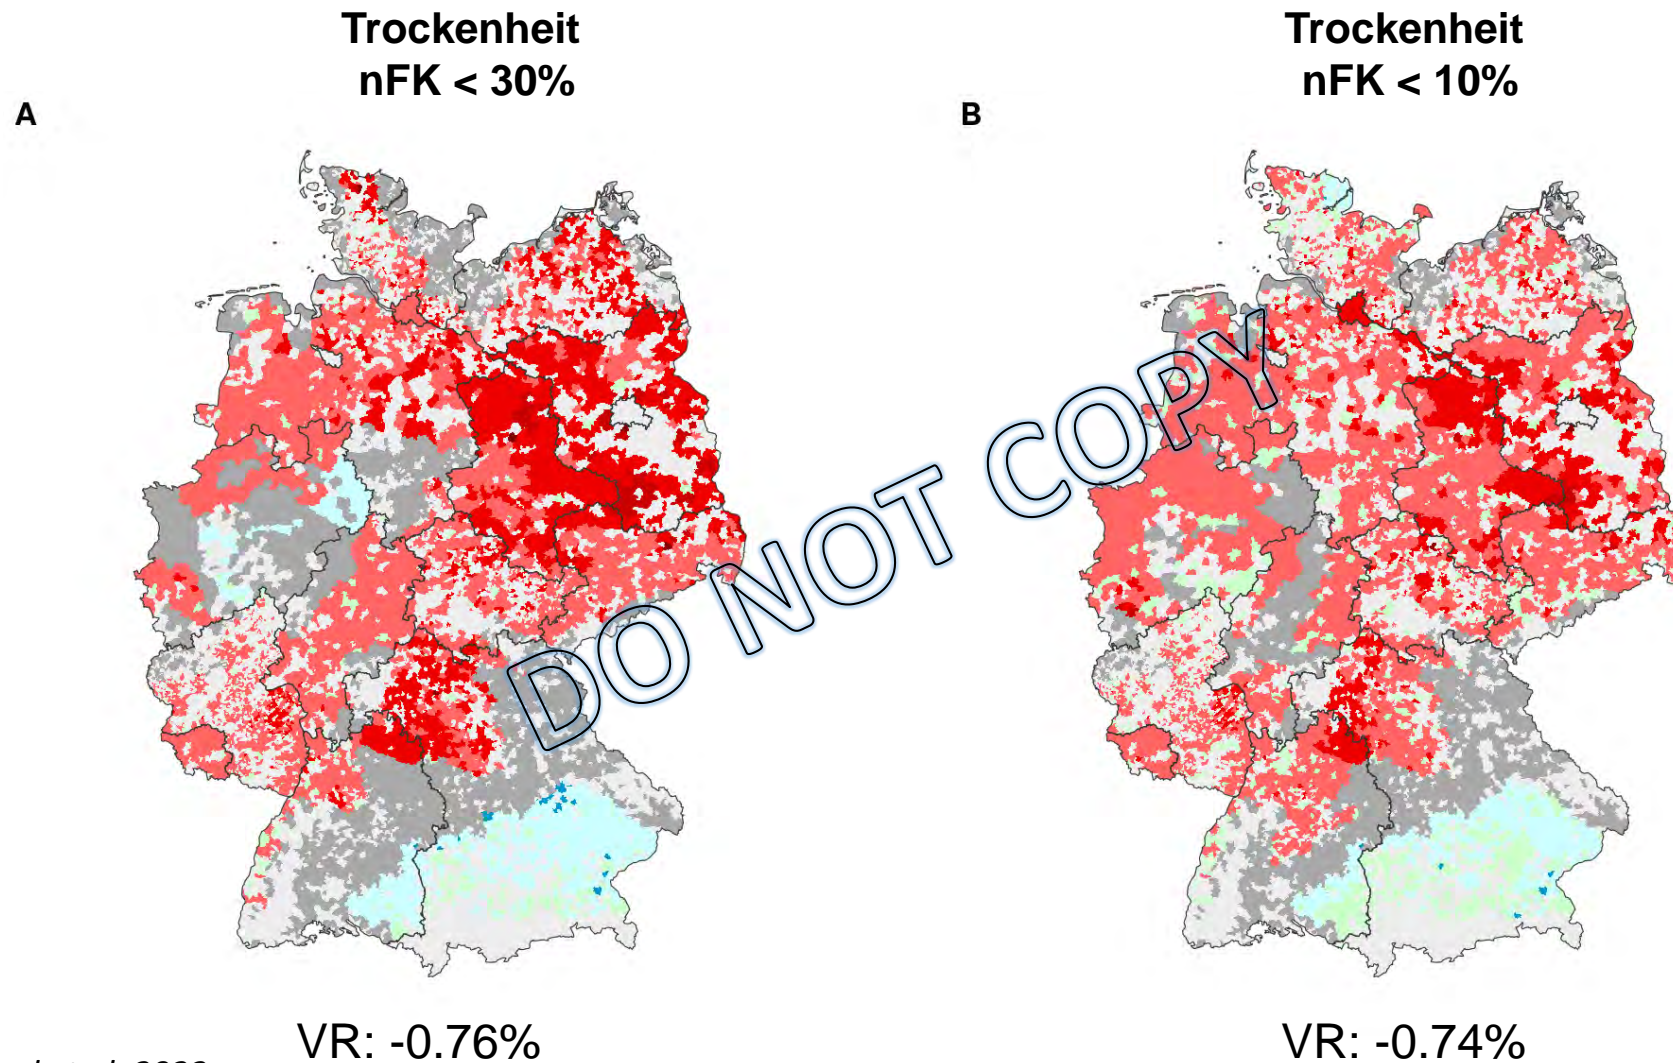 Trockenheit
nFK < 30%
Trockenheit
nFK < 10%
A
B
DO NOT COPY
VR: -0.76%
VR: -0.74%